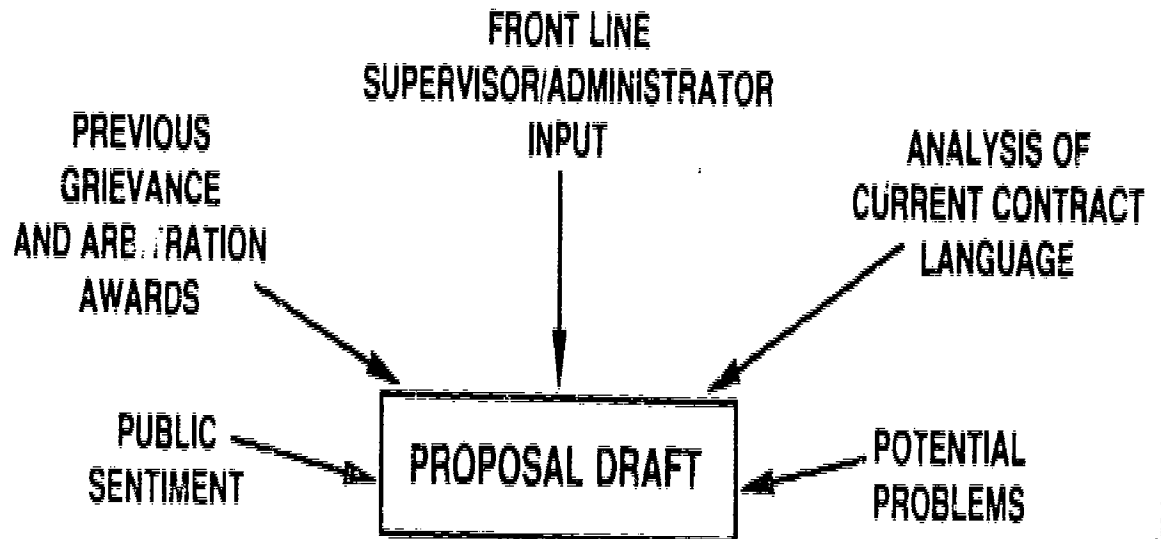 FRONT LINE
SUPERVISOR/ADMINISTRATOR
INPUT
PREVIOUS
GRIEVANCE
AND ARBITRATION
AWARDS
ANALYSIS OF
CURRENT CONTRACT
LANGUAGE
PUBLIC
SENTIMENT
PROPOSAL DRAFT
POTENTIAL
PROBLEMS